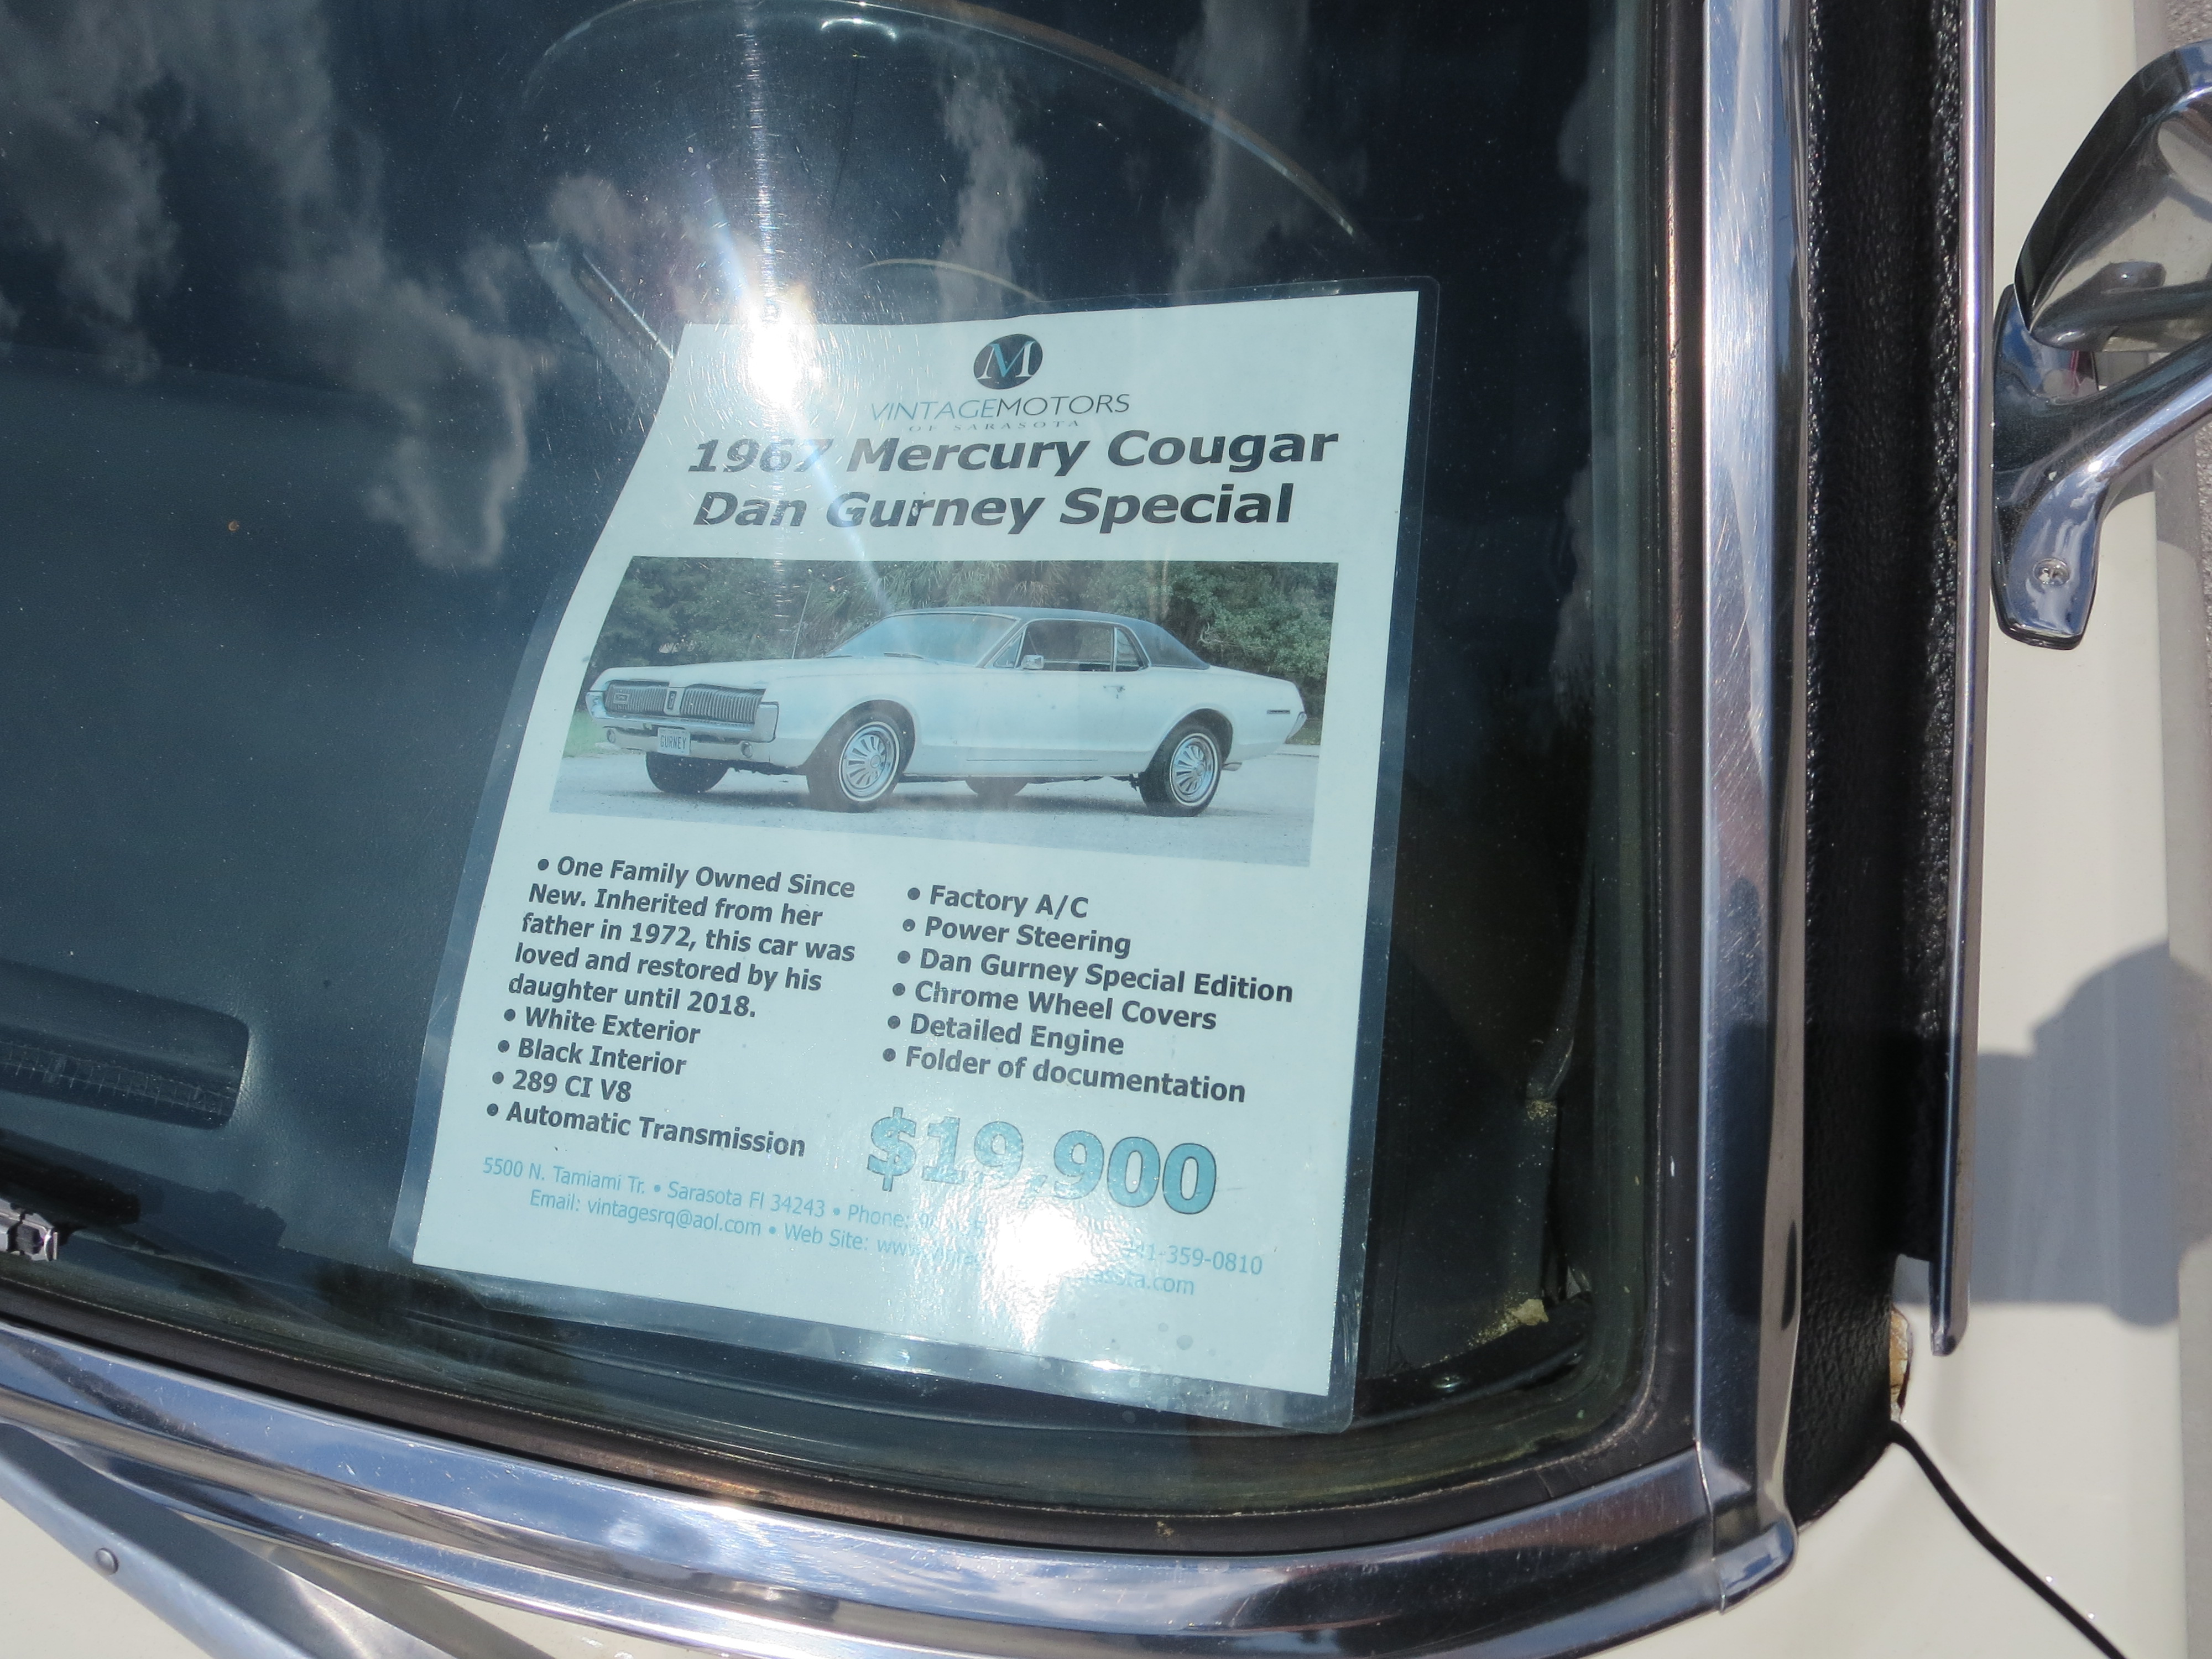 M
VINTAGEMOTORS
OF SARASOTA
1967 Mercury Cougar
Dan Gurney Special
GURNEY
• One Family Owned Since
New. Inherited from her
father in 1972, this car was
loved and restored by his
daughter until 2018.
• White Exterior
• Black Interior
• 289 CI V8
• Automatic Transmission
• Factory A/C
• Power Steering
• Dan Gurney Special Edition
• Chrome Wheel Covers
• Detailed Engine
• Folder of documentation
$19,900
5500 N. Tamiami Tr. • Sarasota Fl 34243 • Phone: 359-0810
Email: vintagesrq@aol.com • Web Site: